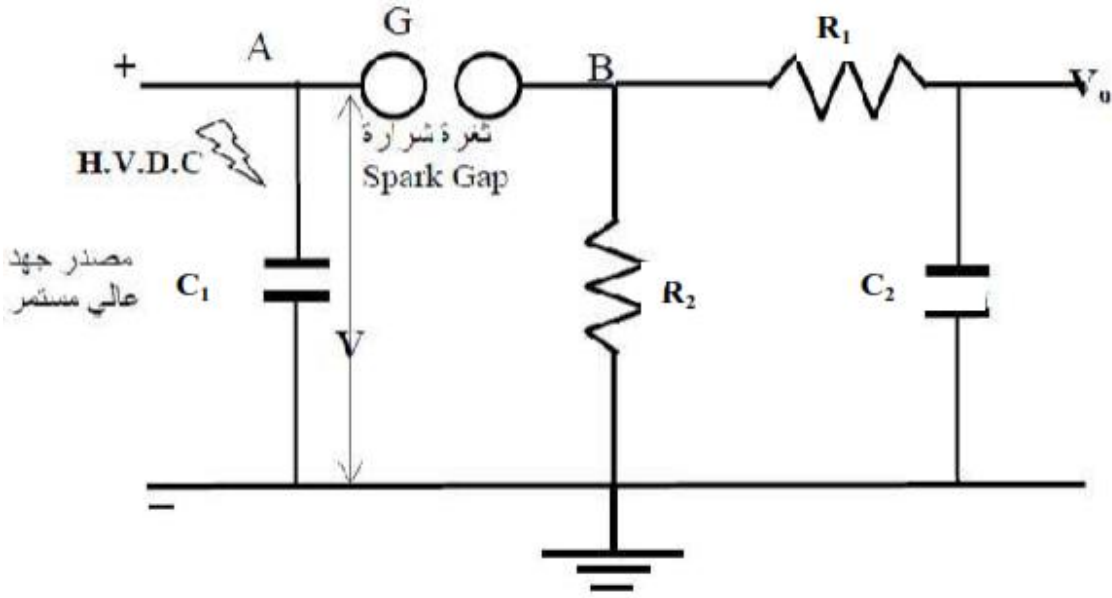 G
A
R₁
+
B
V₀
ثغرة شرارة
H.V.D.C
Spark Gap
مصدر جهد
عالي مستمر
C₁
R₂
C₂
V
−